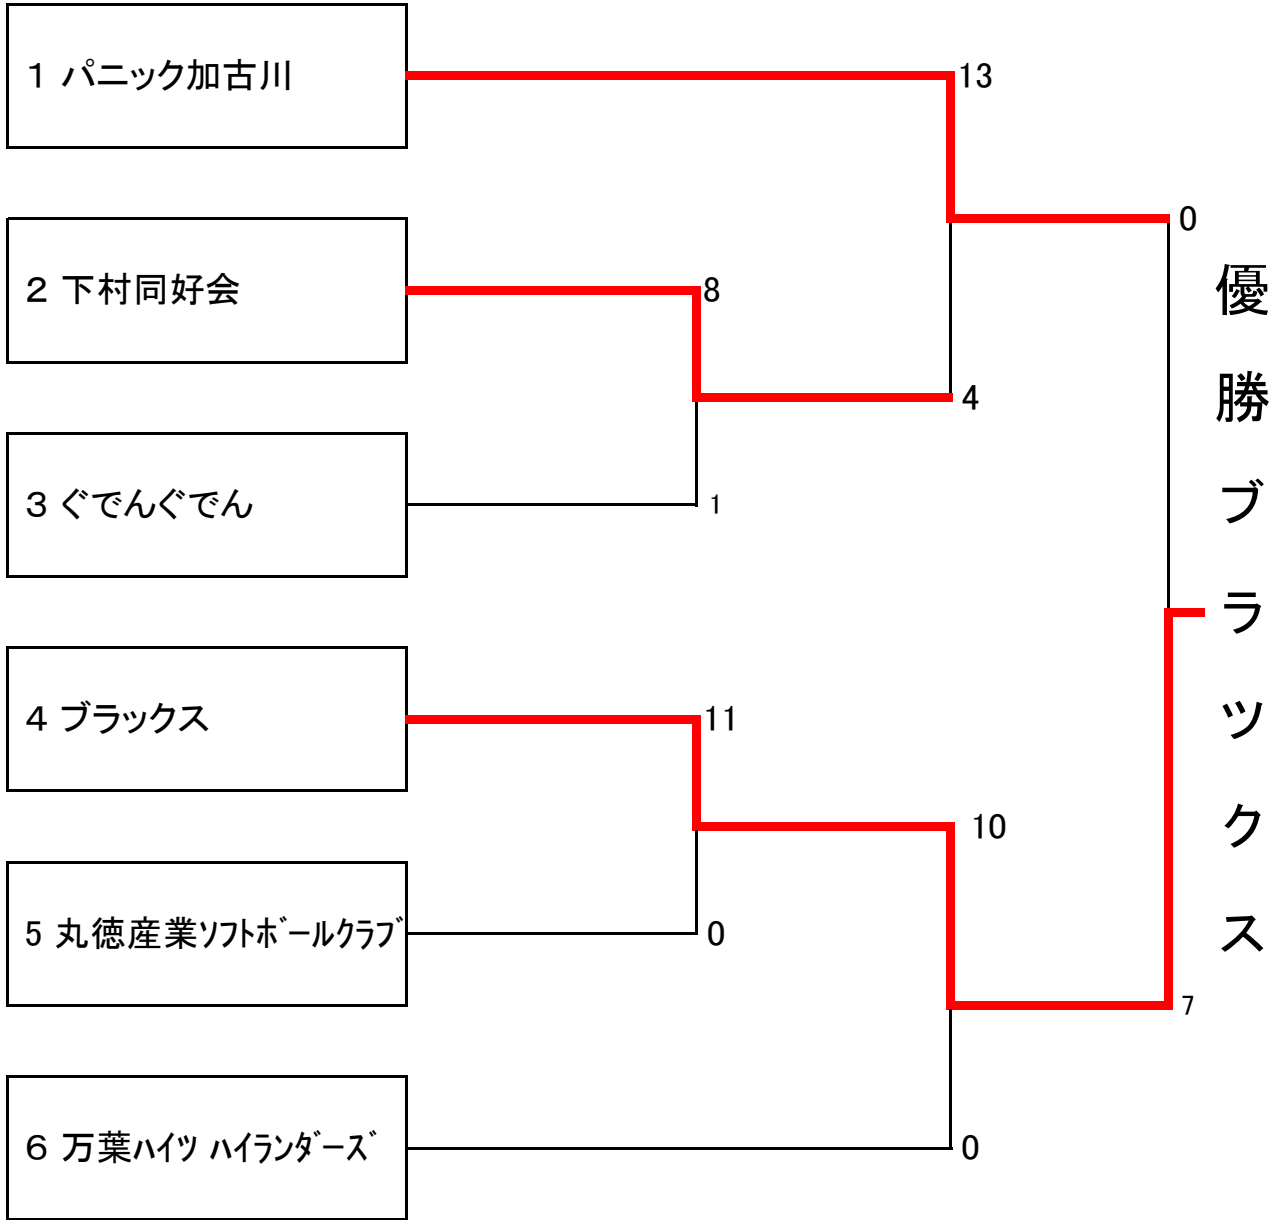 1 パニック加古川
13
0
2 下村同好会
8
4
3 ぐでんぐでん
1
4 ブラックス
11
10
5 丸徳産業ｿﾌﾄﾎﾞｰﾙｸﾗﾌﾞ
0
7
6 万葉ﾊｲﾂ ﾊｲﾗﾝﾀﾞｰｽﾞ
0
優勝ブラツクス